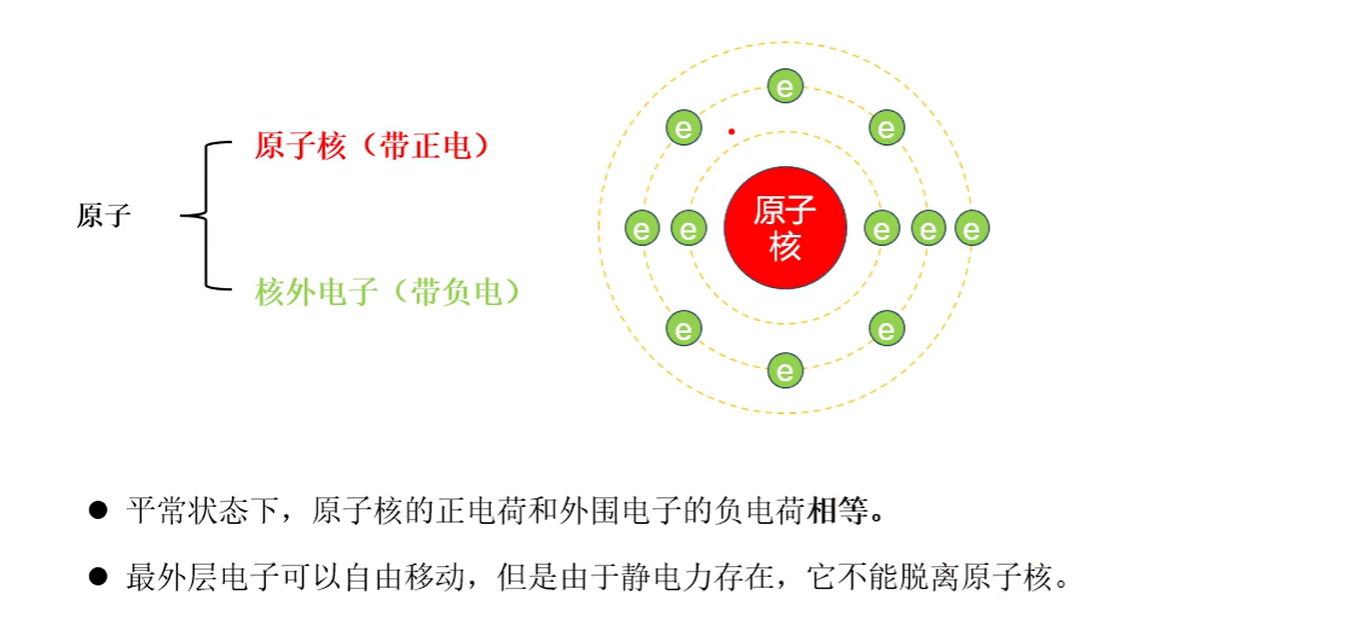 原子
原子核（带正电）
核外电子（带负电）
e
e
e
e
e
原子
核
e
e
e
e
e
e
● 平常状态下，原子核的正电荷和外围电子的负电荷相等。
● 最外层电子可以自由移动，但是由于静电力存在，它不能脱离原子核。